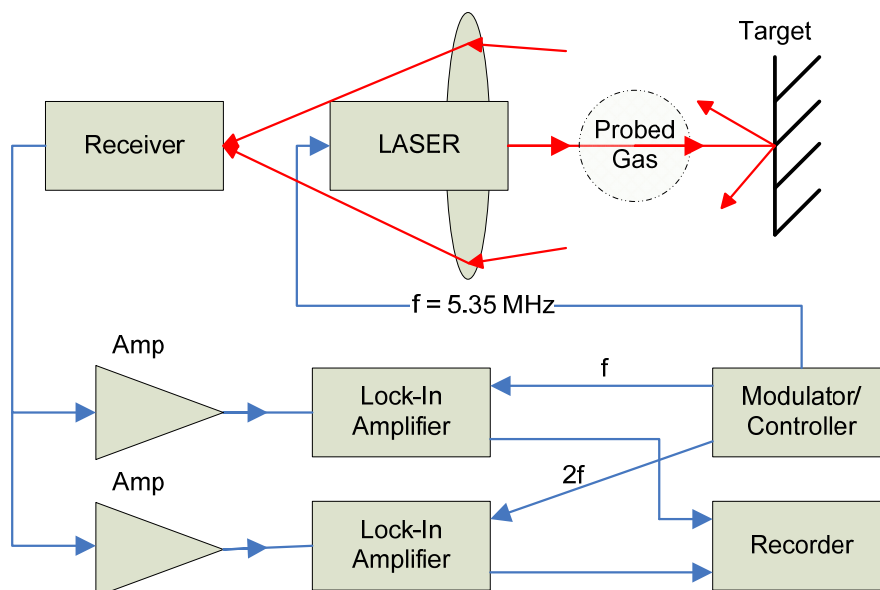 Target
Receiver
LASER
Probed
Gas
f = 5.35 MHz
Amp
Lock-In
Amplifier
f
Modulator/
Controller
Amp
2f
Lock-In
Amplifier
Recorder